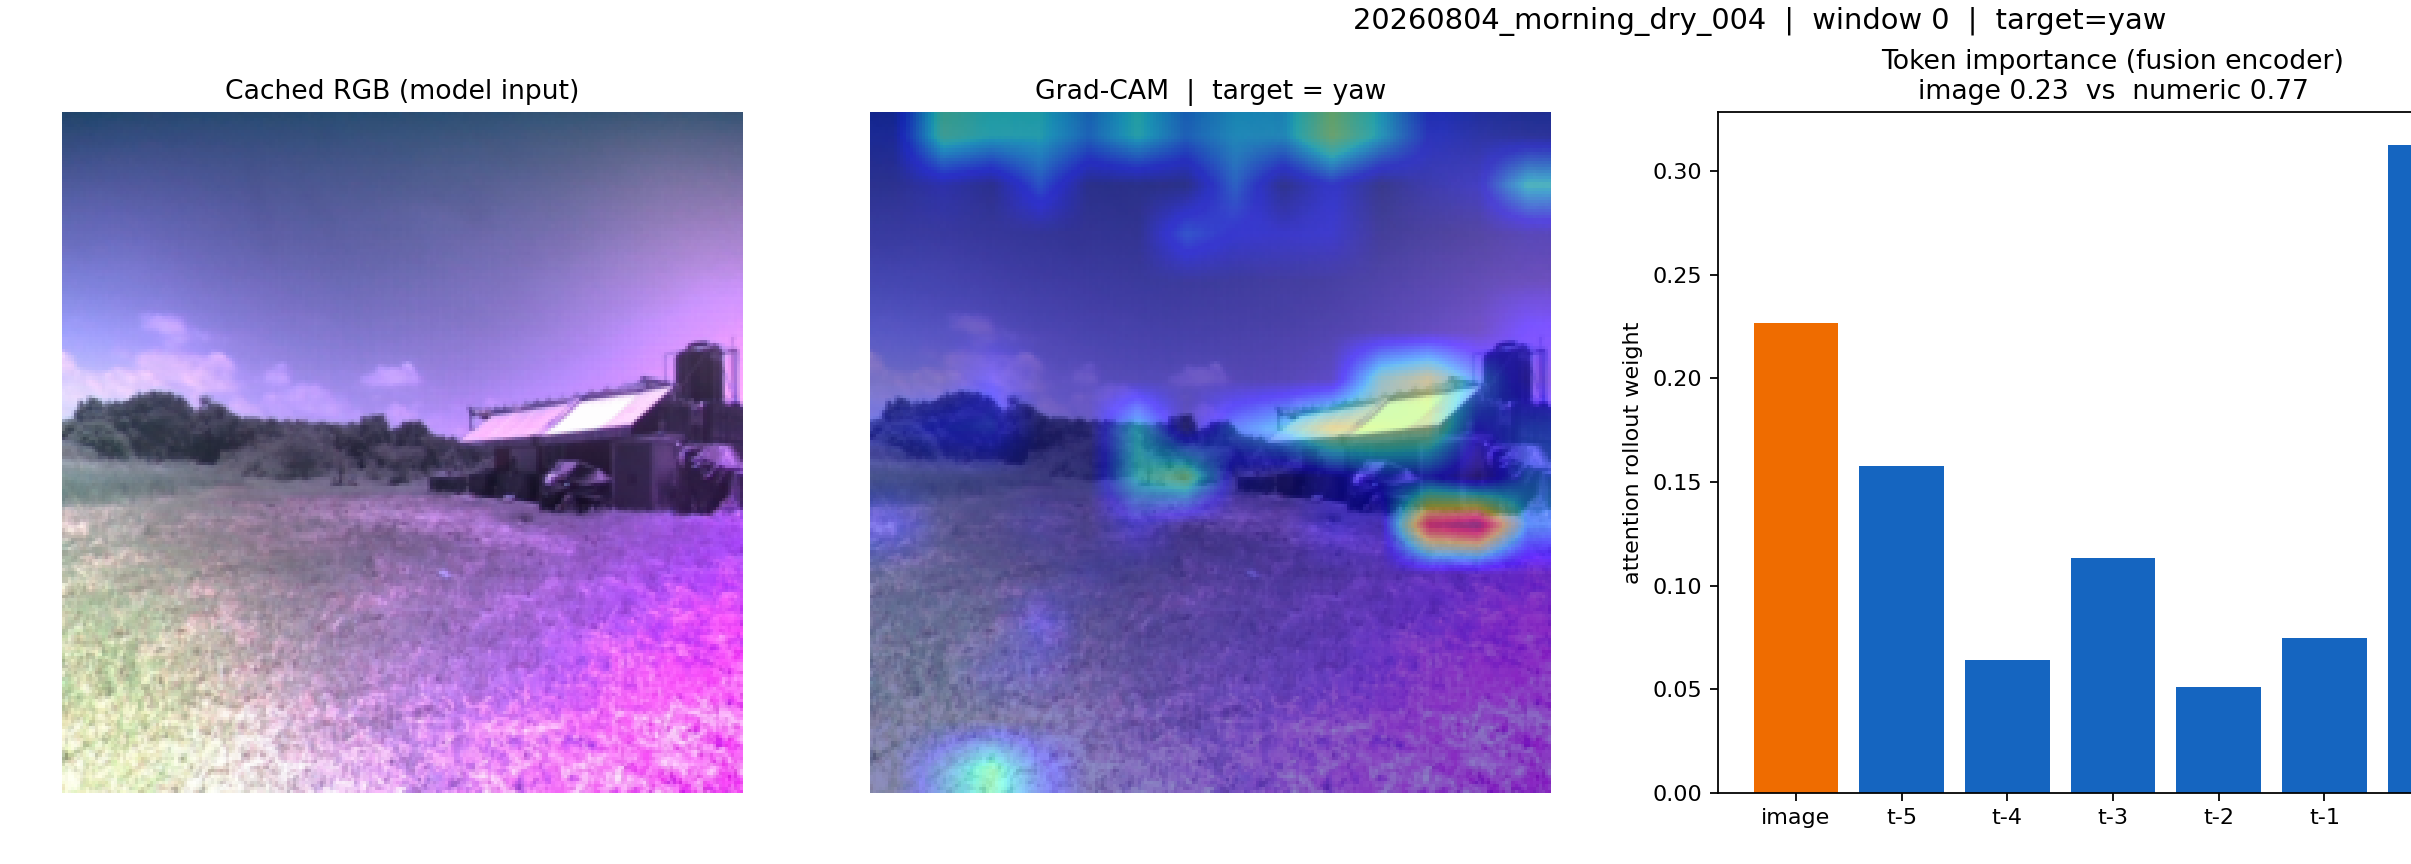 20260804_morning_dry_004 | window 0 | target=yaw
Cached RGB (model input)
Grad-CAM | target = yaw
Token importance (fusion encoder)
image 0.23 vs numeric 0.77
attention rollout weight
0.30
0.25
0.20
0.15
0.10
0.05
0.00
image t-5 t-4 t-3 t-2 t-1